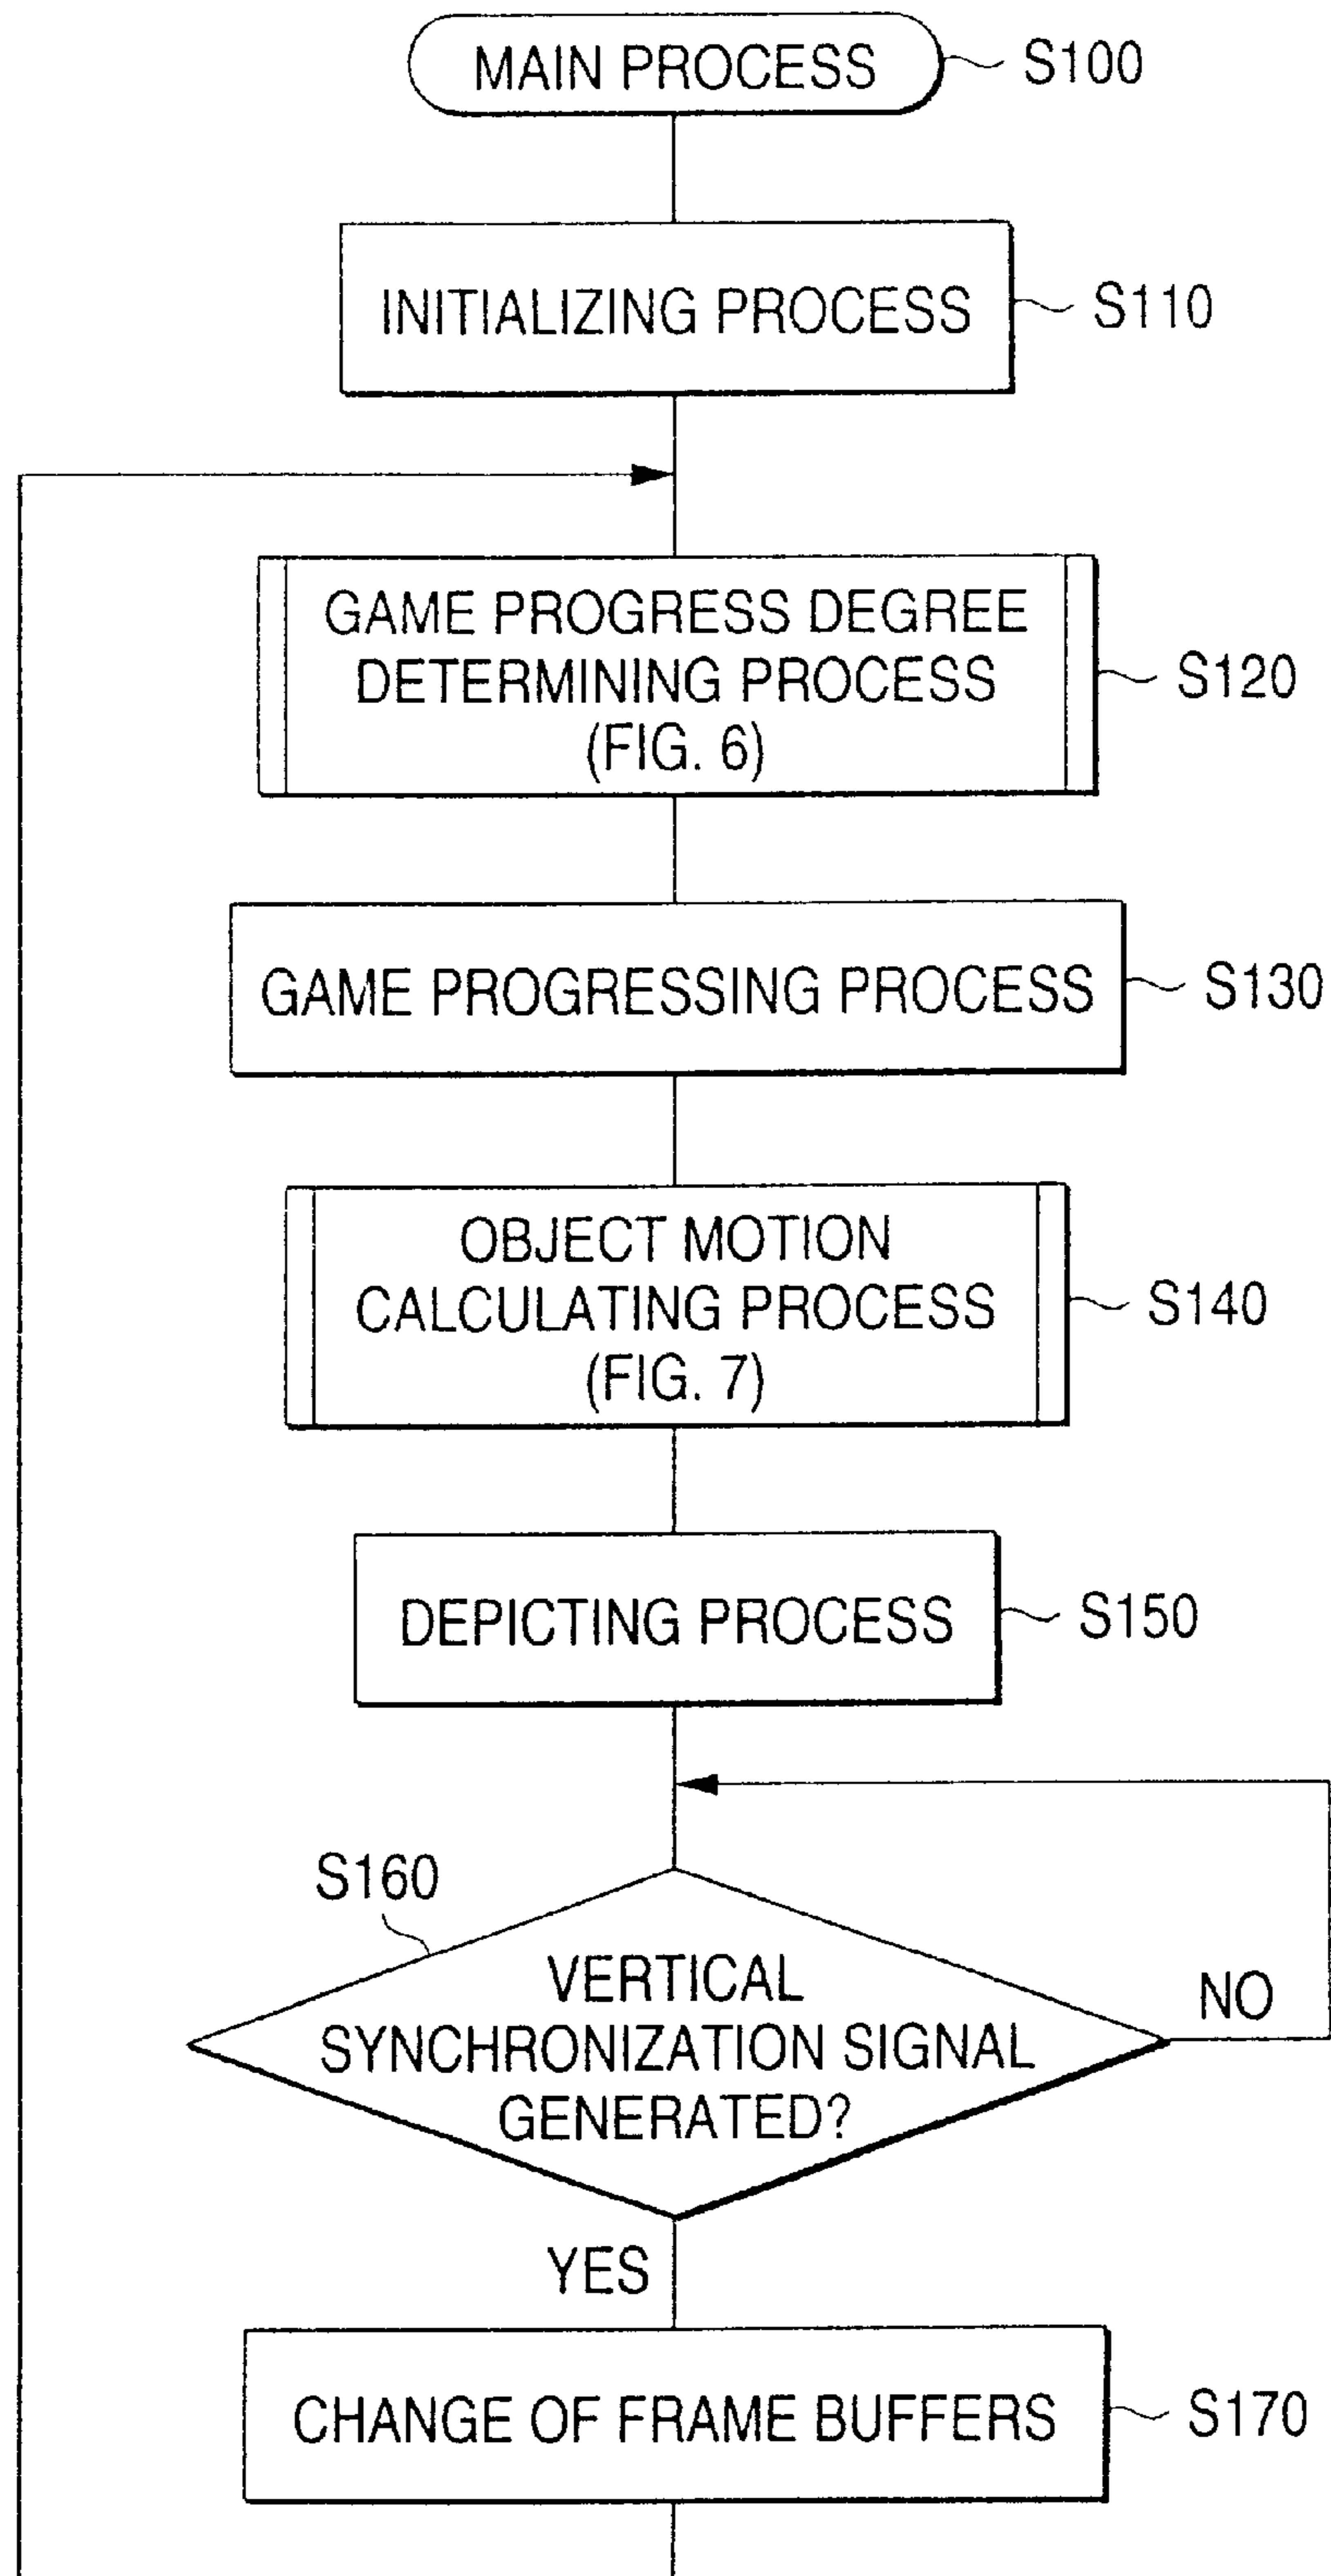 MAIN PROCESS
S100
INITIALIZING PROCESS
S110
GAME PROGRESS DEGREE
DETERMINING PROCESS
(FIG. 6)
S120
GAME PROGRESSING PROCESS
S130
OBJECT MOTION
CALCULATING PROCESS
(FIG. 7)
S140
DEPICTING PROCESS
S150
S160
VERTICAL
SYNCHRONIZATION SIGNAL
GENERATED?
NO
YES
CHANGE OF FRAME BUFFERS
S170